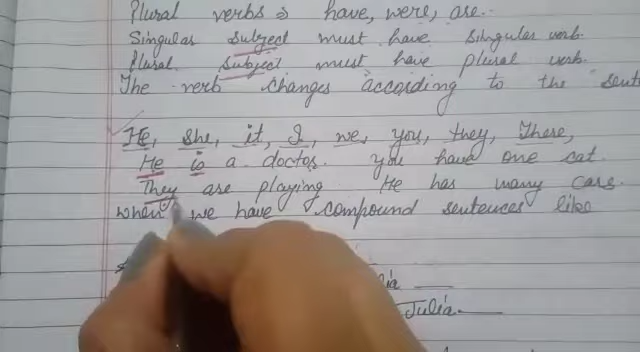 Plural verbs is have, were, are.
Singular subject must have singular verb.
Plural subject must have plural verb.
The verb changes according to the sent
He, she, it, I, we, you, they, There,
He is a doctor. You have one cat.
They are playing He has many cars.
when we have compound sentences like
Julia